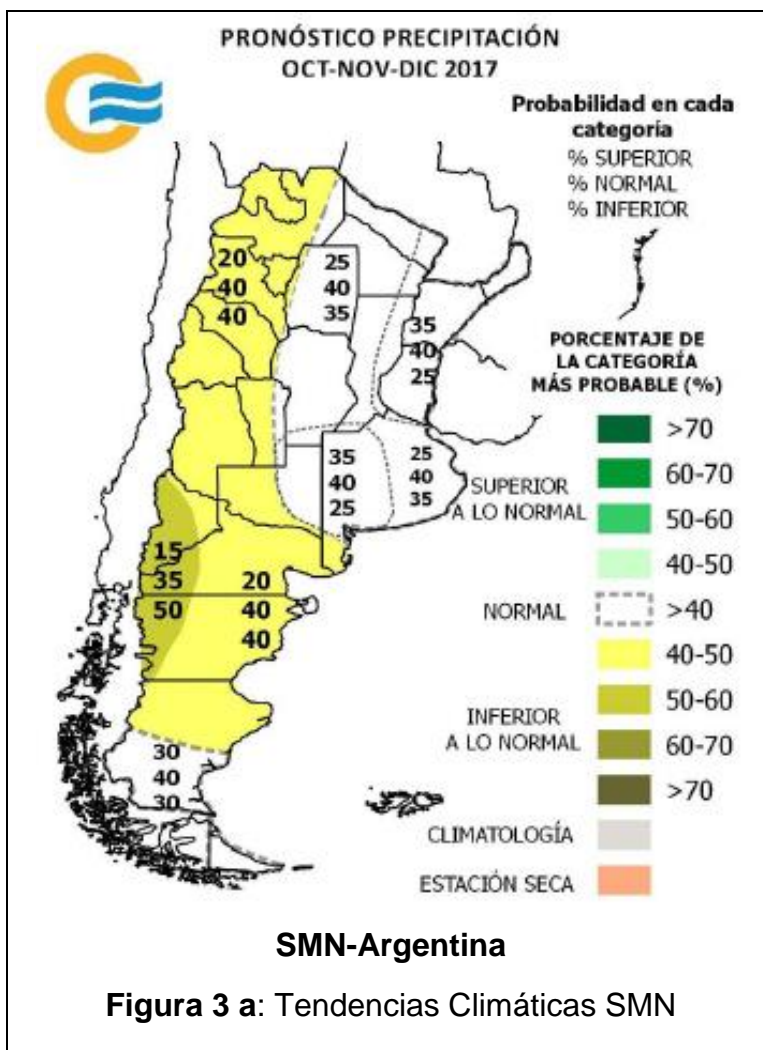 PRONÓSTICO PRECIPITACIÓN
OCT-NOV-DIC 2017
Probabilidad en cada
categoría
% SUPERIOR
% NORMAL
% INFERIOR
20
40
40
25
40
35
35
40
25
35
40
25
25
40
35
15
35
50
20
40
40
30
40
30
PORCENTAJE DE
LA CATEGORÍA
MÁS PROBABLE (%)
>70
60-70
SUPERIOR
A LO NORMAL
50-60
40-50
NORMAL
>40
40-50
50-60
INFERIOR
A LO NORMAL
60-70
>70
CLIMATOLOGÍA
ESTACIÓN SECA
SMN-Argentina
Figura 3 a: Tendencias Climáticas SMN